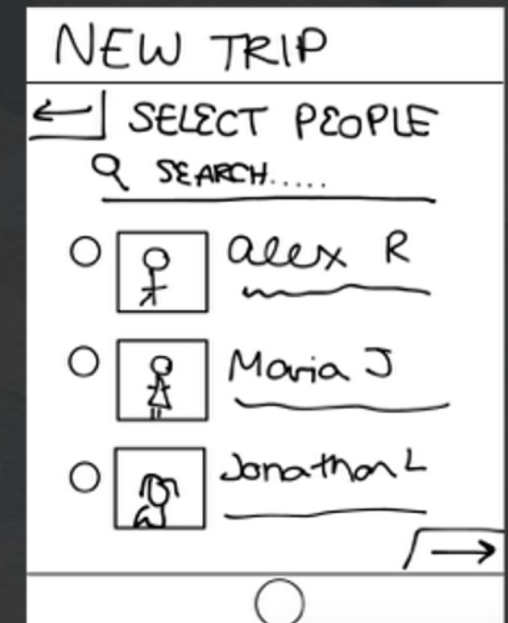 NEW TRIP
SELECT PEOPLE
SEARCH.....
alex R
Maria J
Jonathan L